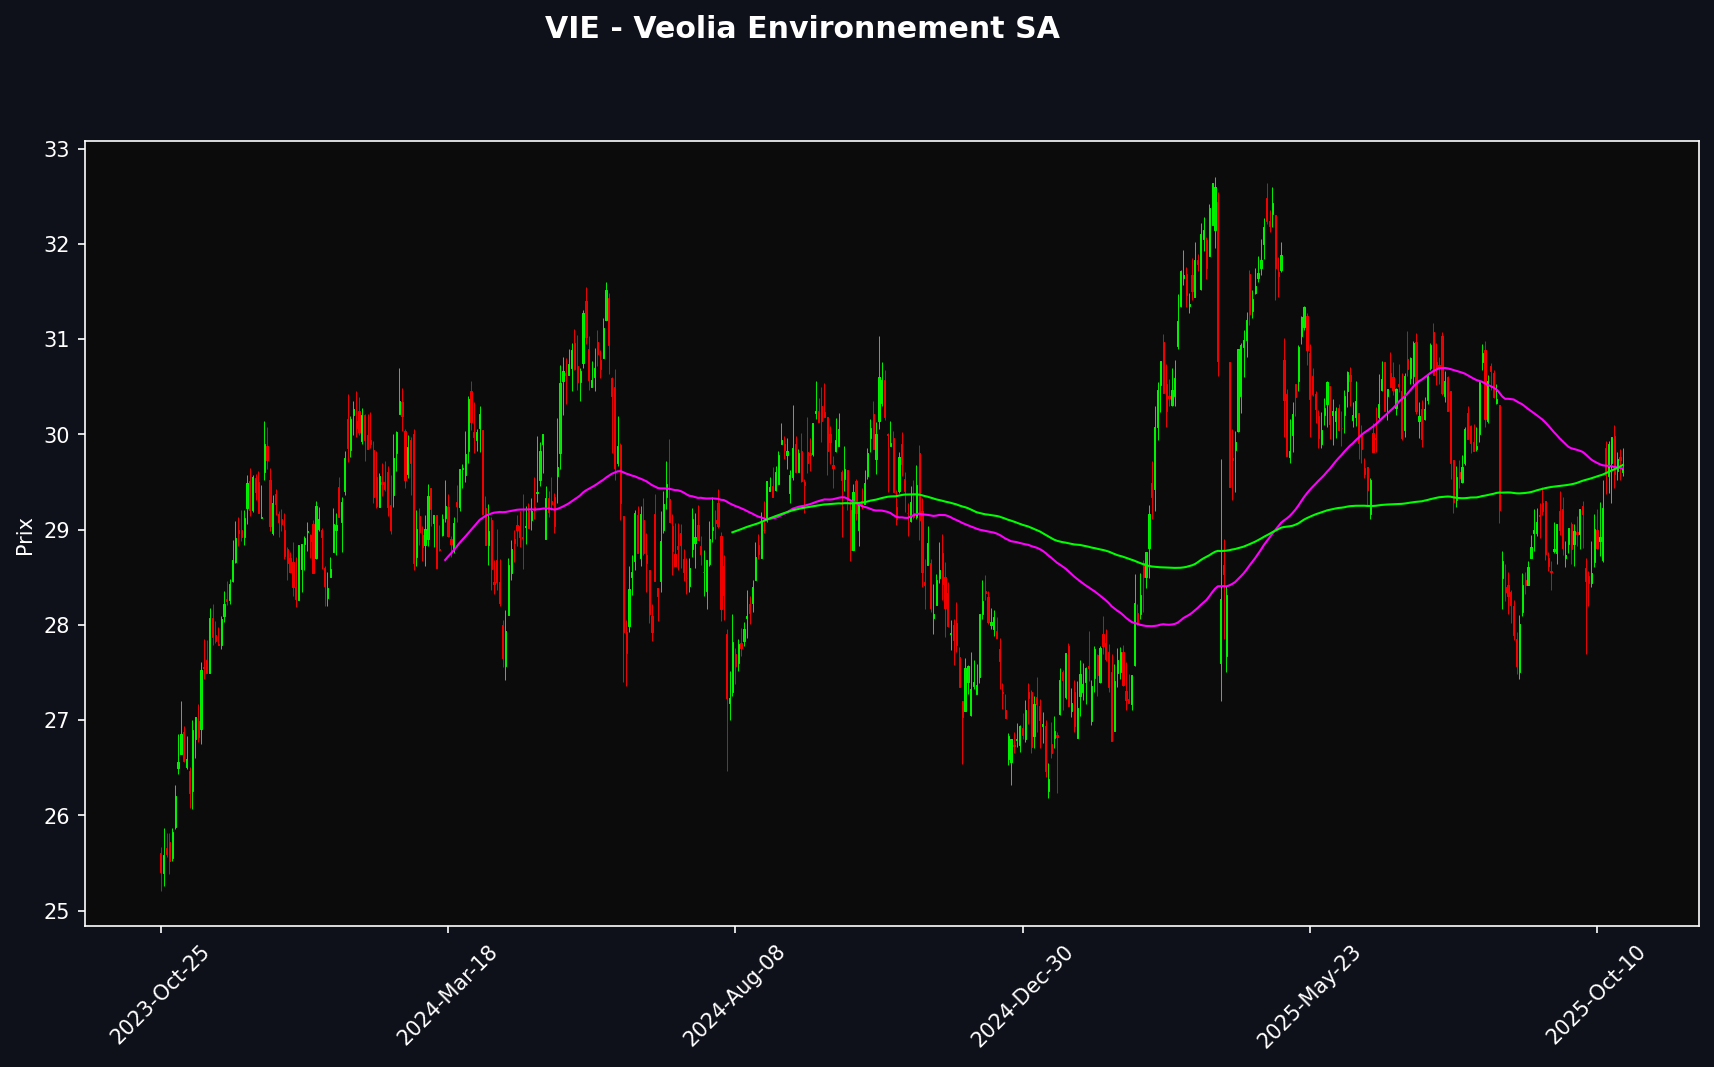 VIE - Veolia Environnement SA
Prix
33
32
31
30
29
28
27
26
25
2023-Oct-25
2024-Mar-18
2024-Aug-08
2024-Dec-30
2025-May-23
2025-Oct-10